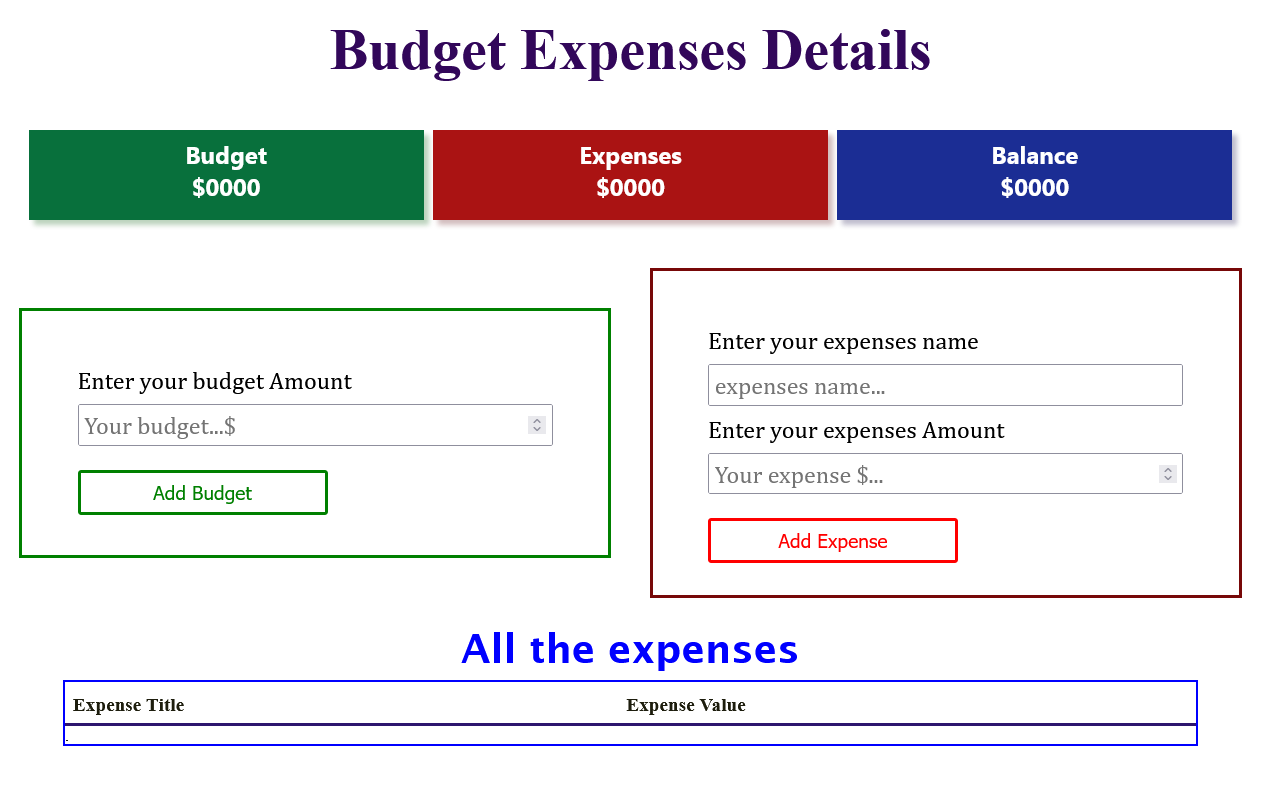 Budget Expenses Details
Budget
$0000
Expenses
$0000
Balance
$0000
Enter your budget Amount
Your budget...$
Add Budget
Enter your expenses name
expenses name...
Enter your expenses Amount
Your expense $...
Add Expense
All the expenses
Expense Title Expense Value
.